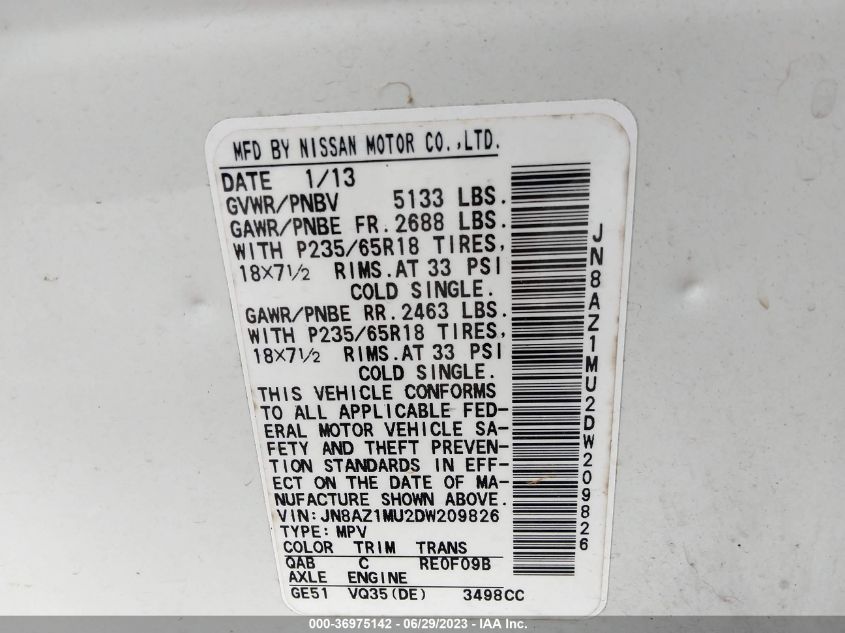 MFD BY NISSAN MOTOR CO.,LTD.
DATE 1/13
GVWR/PNBV 5133 LBS.
GAWR/PNBE FR. 2688 LBS.
WITH P235/65R18 TIRES,
18X7½ RIMS.AT 33 PSI
COLD SINGLE.
GAWR/PNBE RR. 2463 LBS.
WITH P235/65R18 TIRES,
18X7½ RIMS.AT 33 PSI
COLD SINGLE.
THIS VEHICLE CONFORMS
TO ALL APPLICABLE FED-
ERAL MOTOR VEHICLE SA-
FETY AND THEFT PREVEN-
TION STANDARDS IN EFF-
ECT ON THE DATE OF MA-
NUFACTURE SHOWN ABOVE.
VIN:JN8AZ1MU2DW209826
TYPE:MPV
COLOR TRIM TRANS
QAB C RE0F09B
AXLE ENGINE
GE51 VQ35(DE) 3498CC
JN8AZ1MU2DW209826
000-36975142 - 06/29/2023 - IAA Inc.